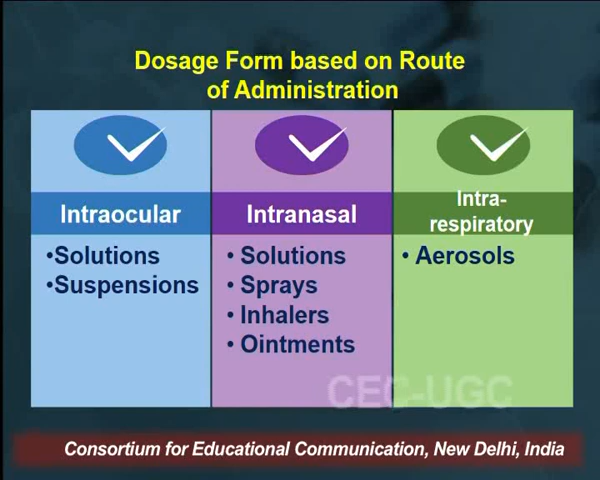 Dosage Form based on Route
of Administration
Intraocular
•Solutions
•Suspensions
Intranasal
• Solutions
• Sprays
• Inhalers
• Ointments
Intra-
respiratory
• Aerosols
CEC-UGC
Consortium for Educational Communication, New Delhi, India